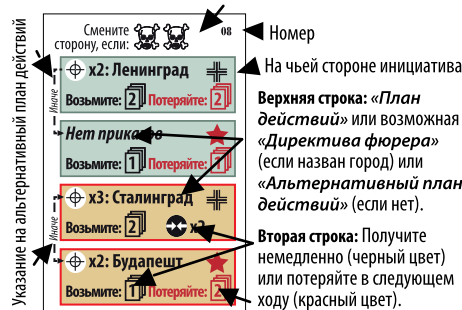 Смените
сторону, если:
08
Номер
Указание на альтернативный план действий
Иначе
x2: Ленинград
Возьмите: 2 Потеряйте: 2
На чьей стороне инициатива
Нет приказов
Возьмите: 1 Потеряйте: 1
Верхняя строка: «План
действий» или возможная
«Директива фюрера»
(если назван город) или
«Альтернативный план
действий» (если нет).
Иначе
x3: Сталинград
Возьмите: 2 x2
x2: Будапешт
Возьмите: 1 Потеряйте: 2
Вторая строка: Получите
немедленно (черный цвет)
или потеряйте в следующем
ходу (красный цвет).